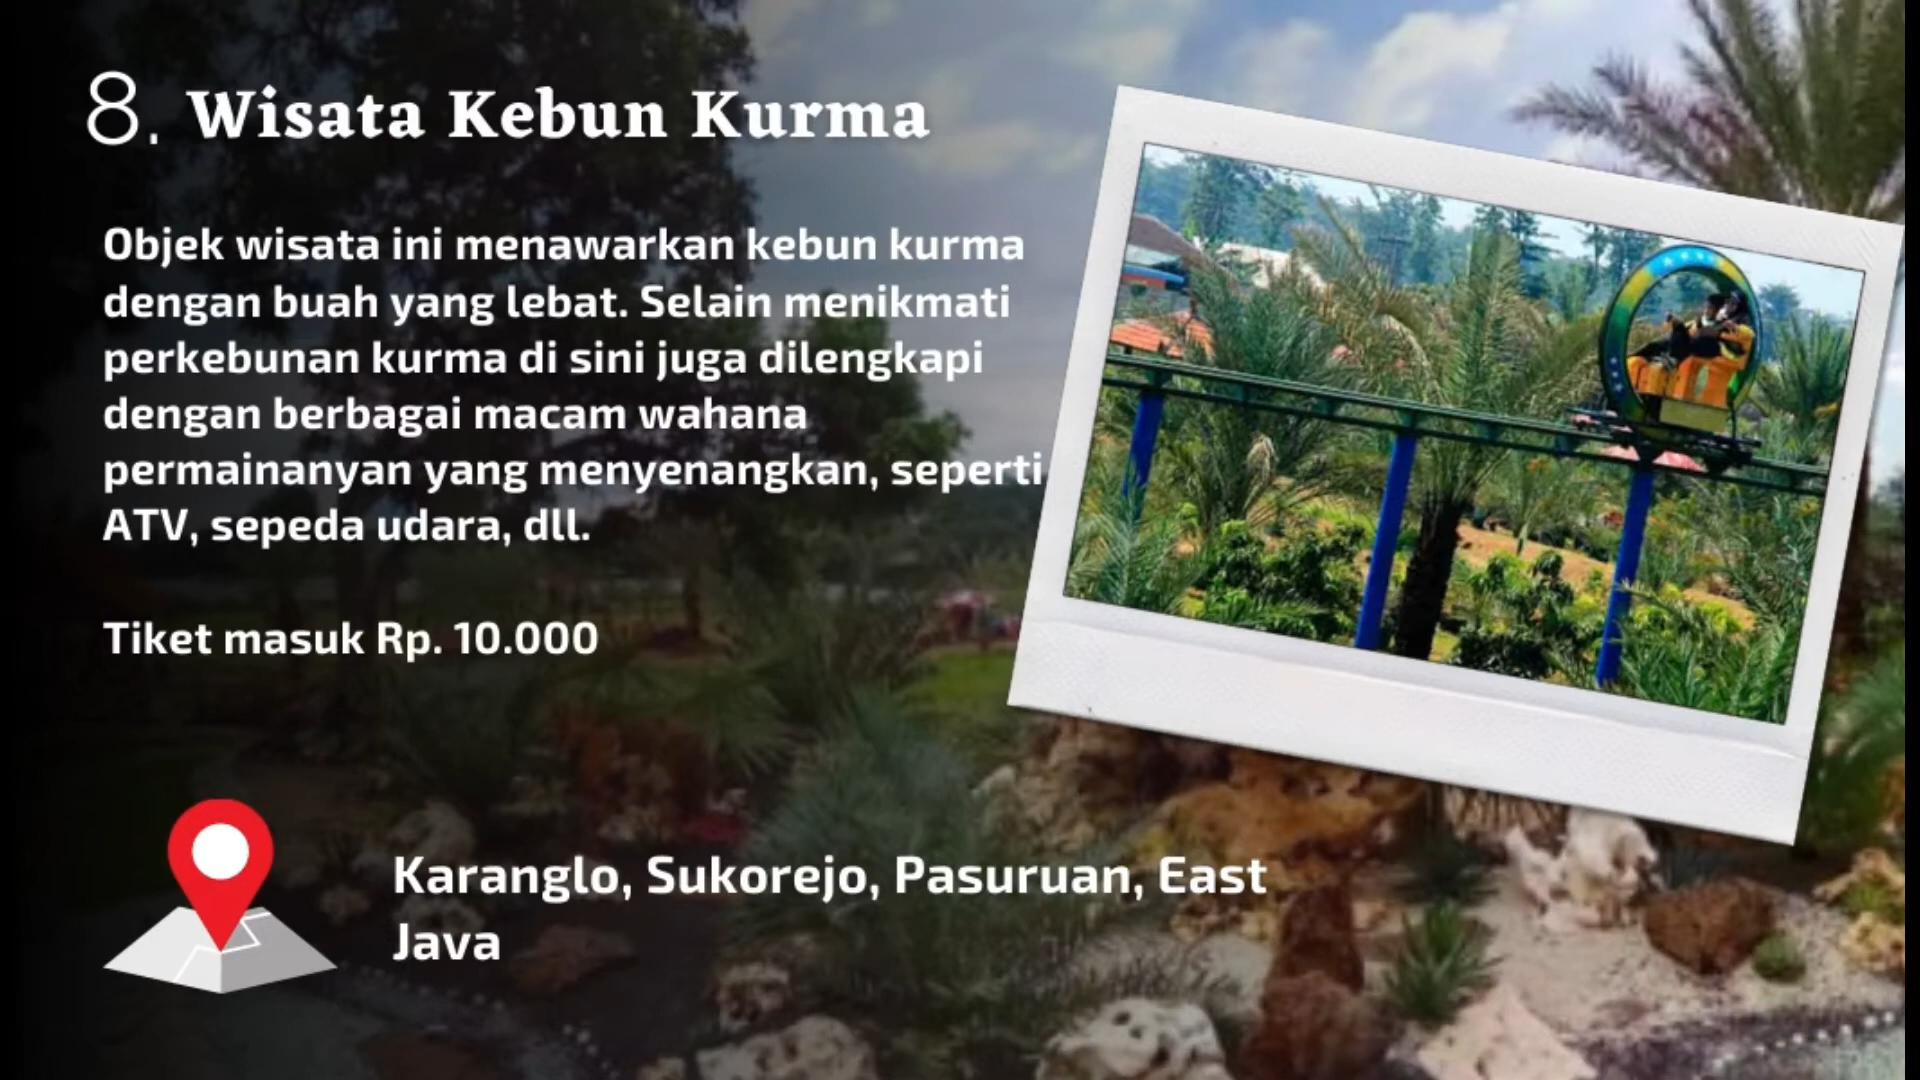 8. Wisata Kebun Kurma
Objek wisata ini menawarkan kebun kurma
dengan buah yang lebat. Selain menikmati
perkebunan kurma di sini juga dilengkapi
dengan berbagai macam wahana
permainanyan yang menyenangkan, seperti
ATV, sepeda udara, dll.
Tiket masuk Rp. 10.000
Karanglo, Sukorejo, Pasuruan, East
Java